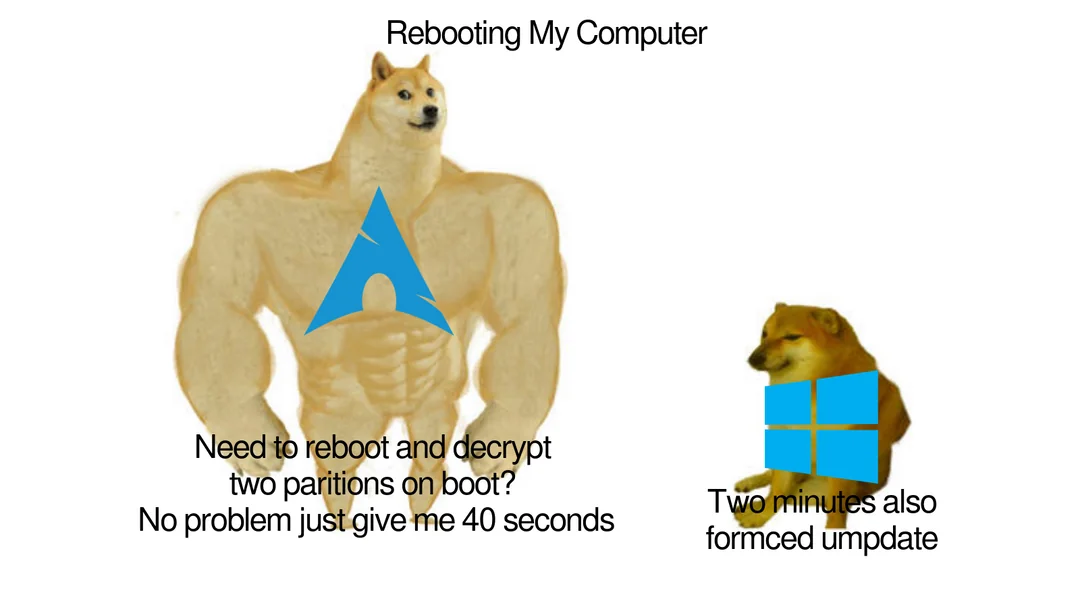 Rebooting My Computer
Need to reboot and decrypt
two paritions on boot?
No problem just give me 40 seconds
Two minutes also
formced umpdate